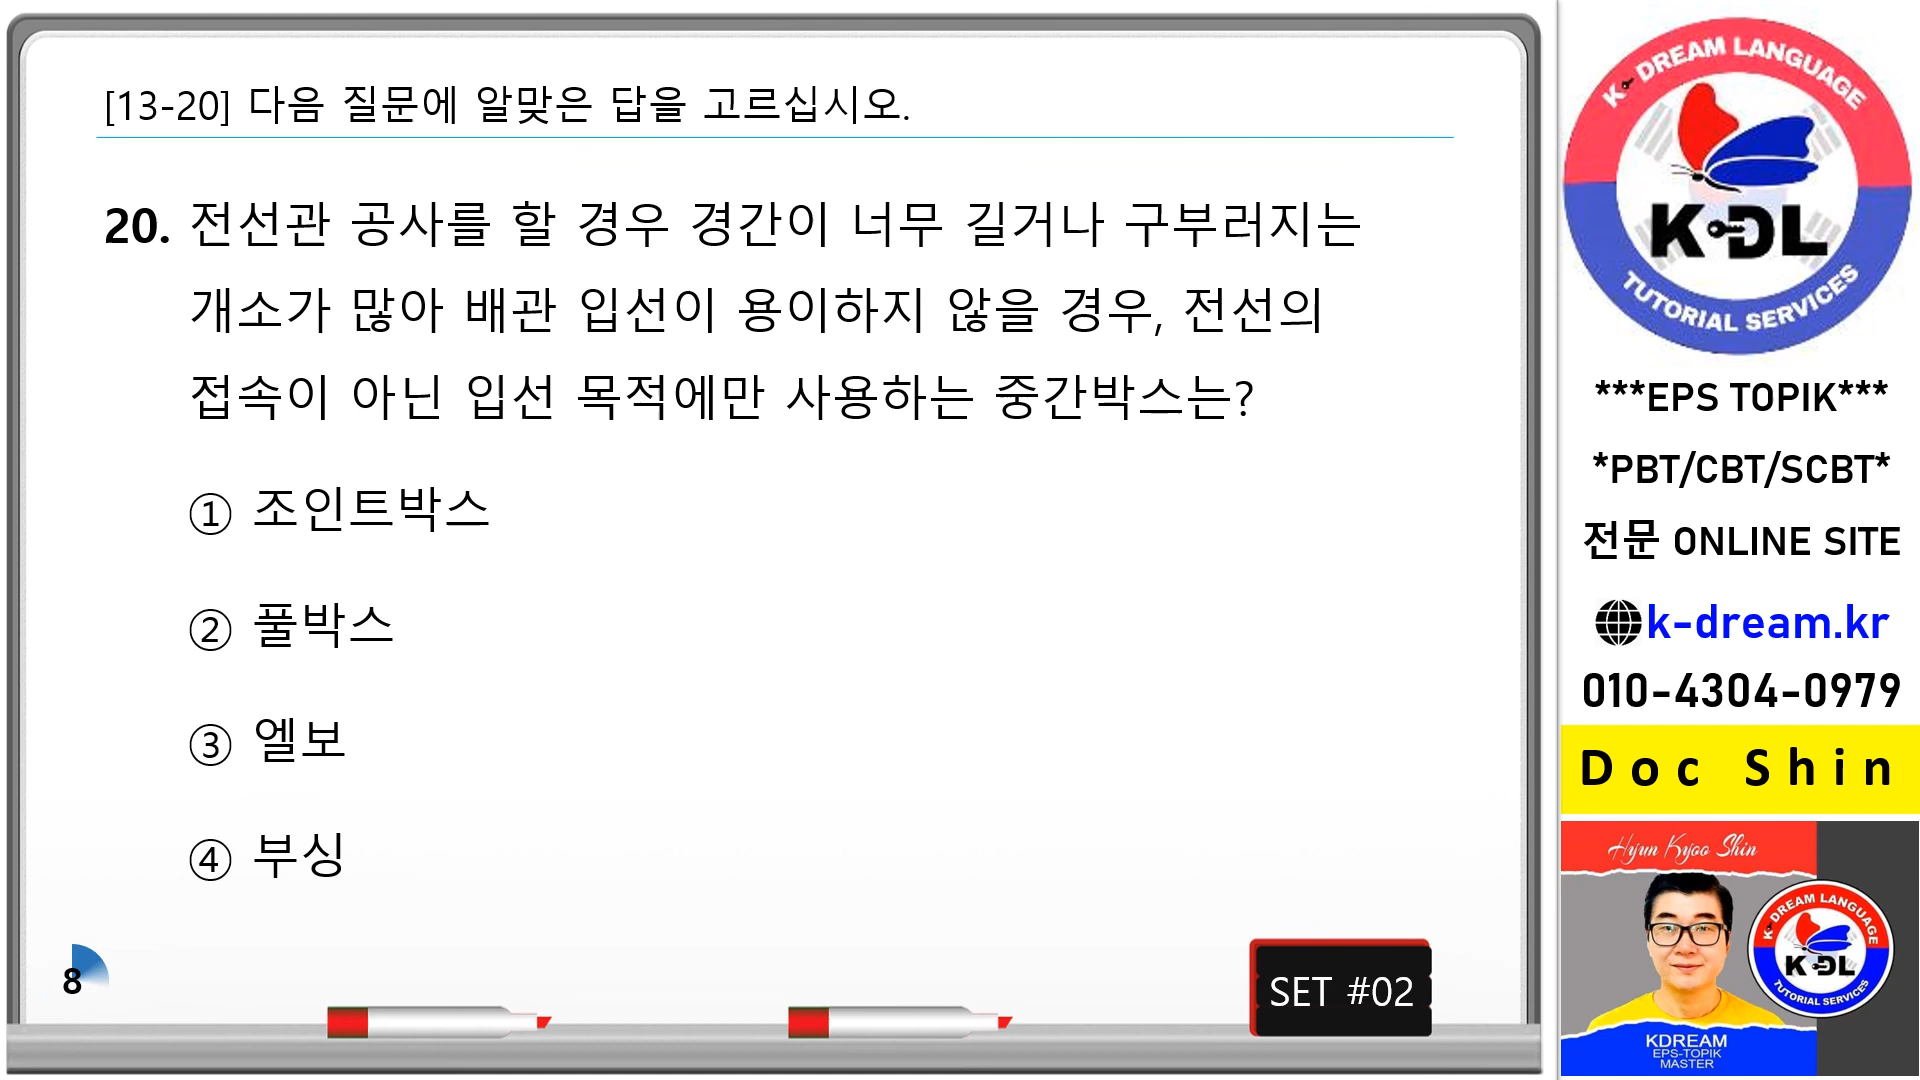 [13-20] 다음 질문에 알맞은 답을 고르십시오.
20. 전선관 공사를 할 경우 경간이 너무 길거나 구부러지는
개소가 많아 배관 입선이 용이하지 않을 경우, 전선의
접속이 아닌 입선 목적에만 사용하는 중간박스는?
① 조인트박스
② 풀박스
③ 엘보
④ 부싱
8
SET #02
K DREAM LANGUAGE
K DL
TUTORIAL SERVICES
***EPS TOPIK***
*PBT/CBT/SCBT*
전문 ONLINE SITE
k-dream.kr
010-4304-0979
Doc Shin
Hyun Kyoo Shin
K DREAM LANGUAGE
K DL
TUTORIAL SERVICES
KDREAM
EPS-TOPIK
MASTER